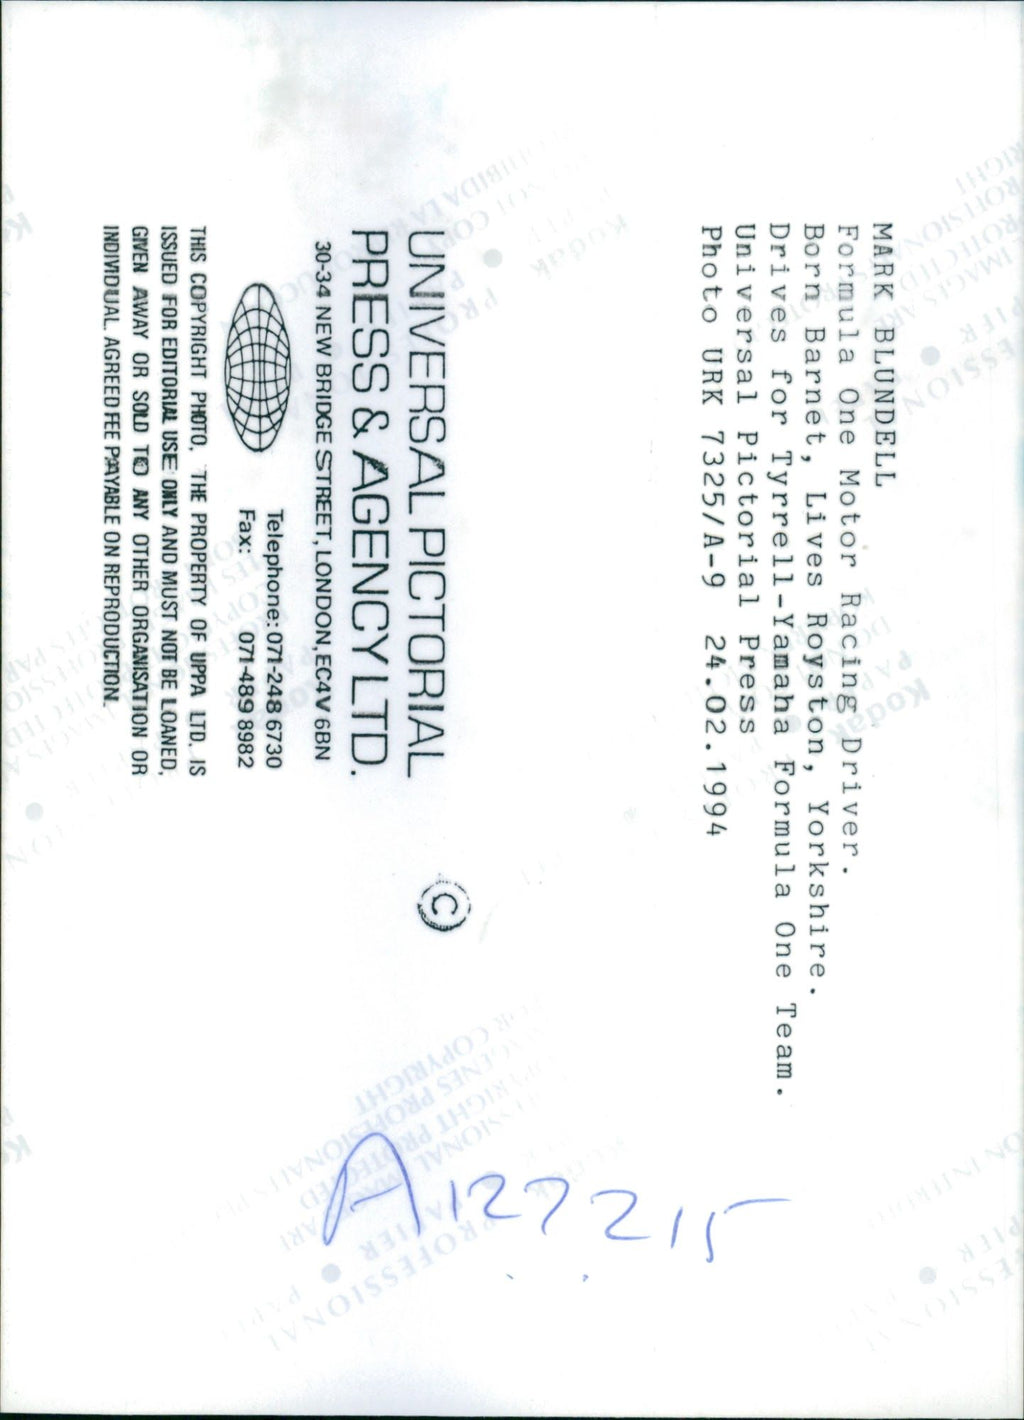 MARK BLUNDELL
Formula One Motor Racing Driver.
Born Barnet, Lives Royston, Yorkshire.
Drives for Tyrrell-Yamaha Formula One Team.
Universal Pictorial Press
Photo URK 7325/A-9 24.02.1994
UNIVERSAL PICTORIAL
PRESS & AGENCY LTD.
©
30-34 NEW BRIDGE STREET, LONDON, EC4V 6BN
Telephone: 071-248 6730
Fax: 071-489 8982
THIS COPYRIGHT PHOTO, THE PROPERTY OF UPPA LTD, IS
ISSUED FOR EDITORIAL USE ONLY AND MUST NOT BE LOANED,
GIVEN AWAY OR SOLD TO ANY OTHER ORGANISATION OR
INDIVIDUAL. AGREED FEE PAYABLE ON REPRODUCTION.
A127215
Kodak
Kodak
Kodak